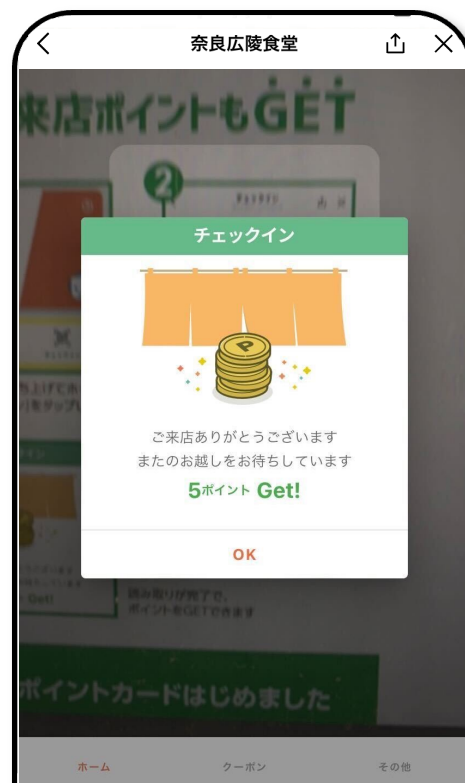 奈良広陵食堂
来店ポイントもGET
2
チェックイン
ご来店ありがとうございます
またのお越しをお待ちしています
5ポイント Get!
OK
読み取りが完了で、
ポイントをGETできます
ポイントカードはじめました
ホーム
クーポン
その他